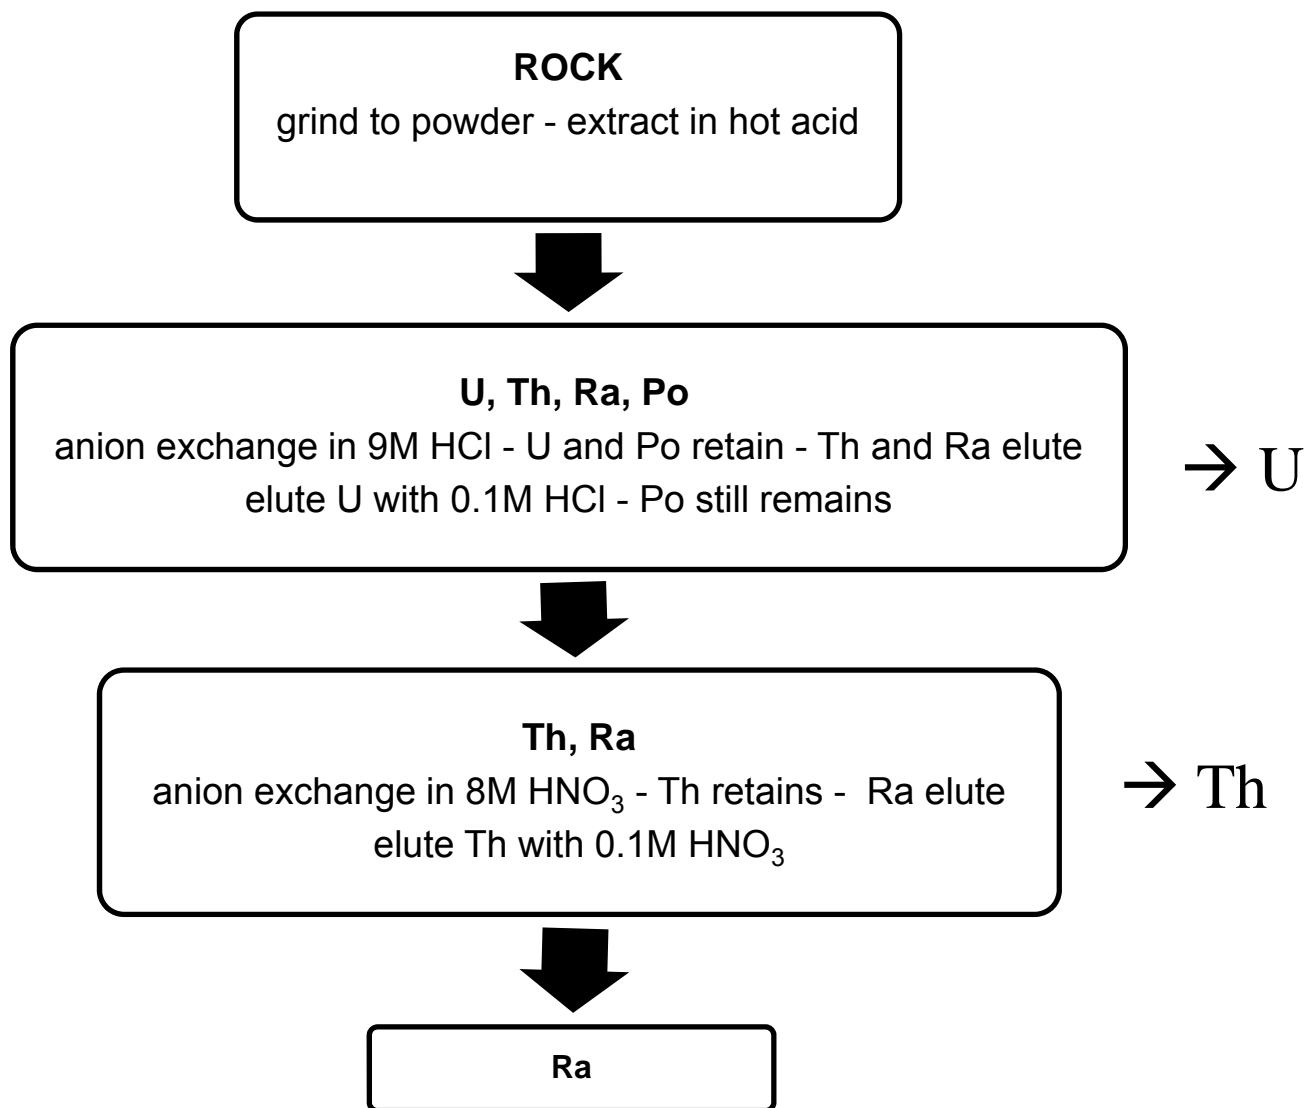 ROCK
grind to powder - extract in hot acid
U, Th, Ra, Po
anion exchange in 9M HCl - U and Po retain - Th and Ra elute
elute U with 0.1M HCl - Po still remains
→ U
Th, Ra
anion exchange in 8M HNO₃ - Th retains - Ra elute
elute Th with 0.1M HNO₃
→ Th
Ra